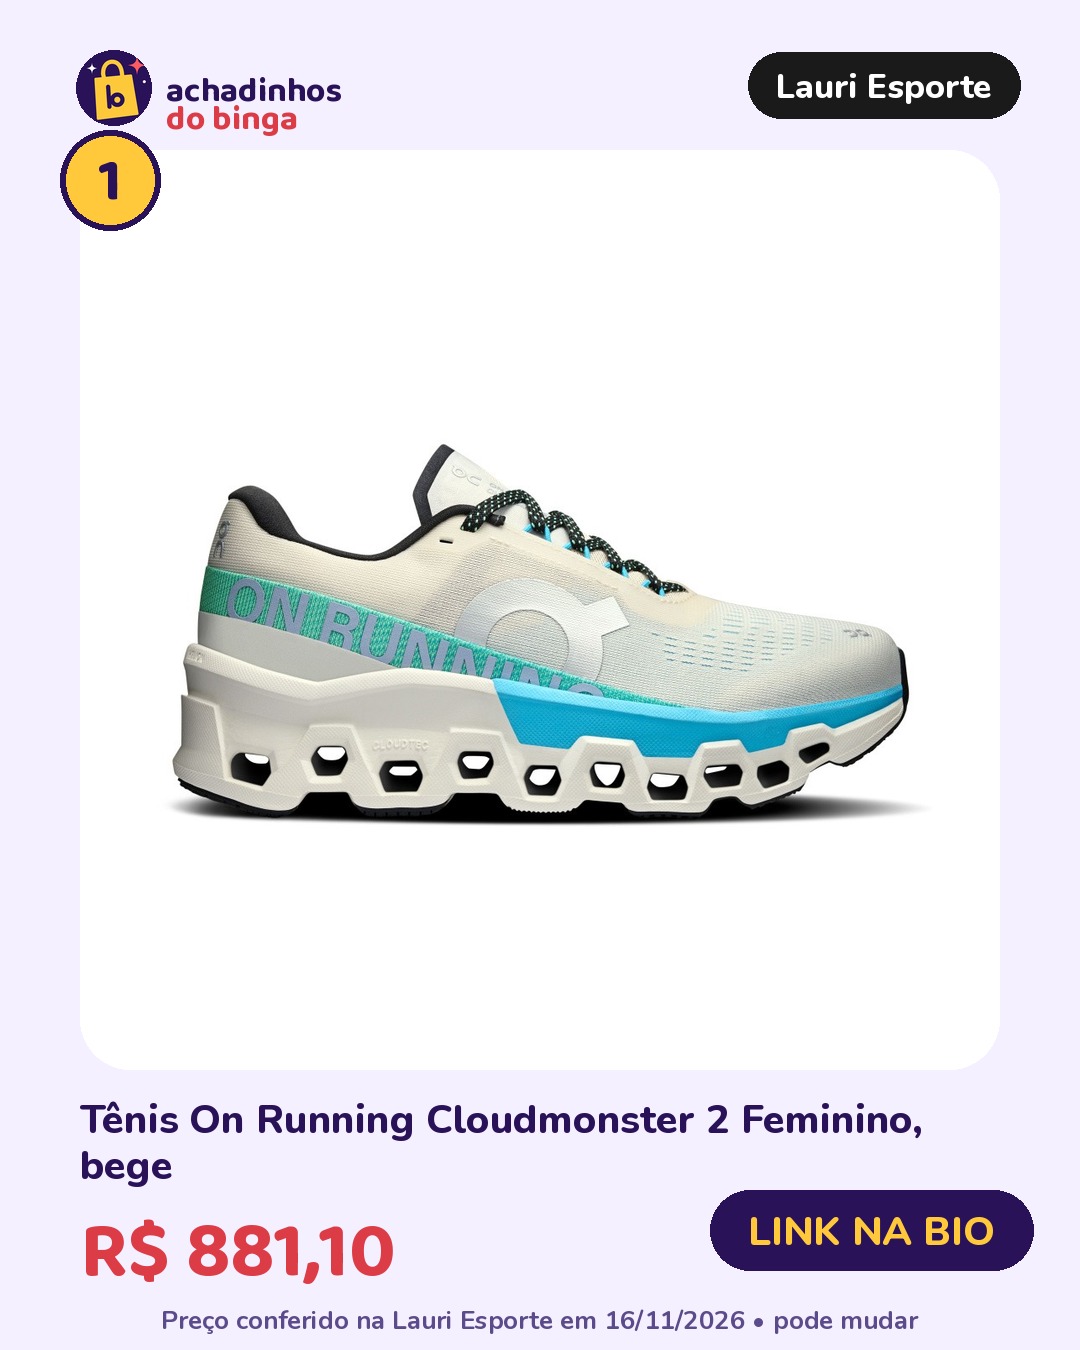 achadinhos
do binga
b
Lauri Esporte
1
ON RUNNING
CLOUDTEC
Tênis On Running Cloudmonster 2 Feminino,
bege
R$ 881,10
LINK NA BIO
Preço conferido na Lauri Esporte em 16/11/2026 • pode mudar